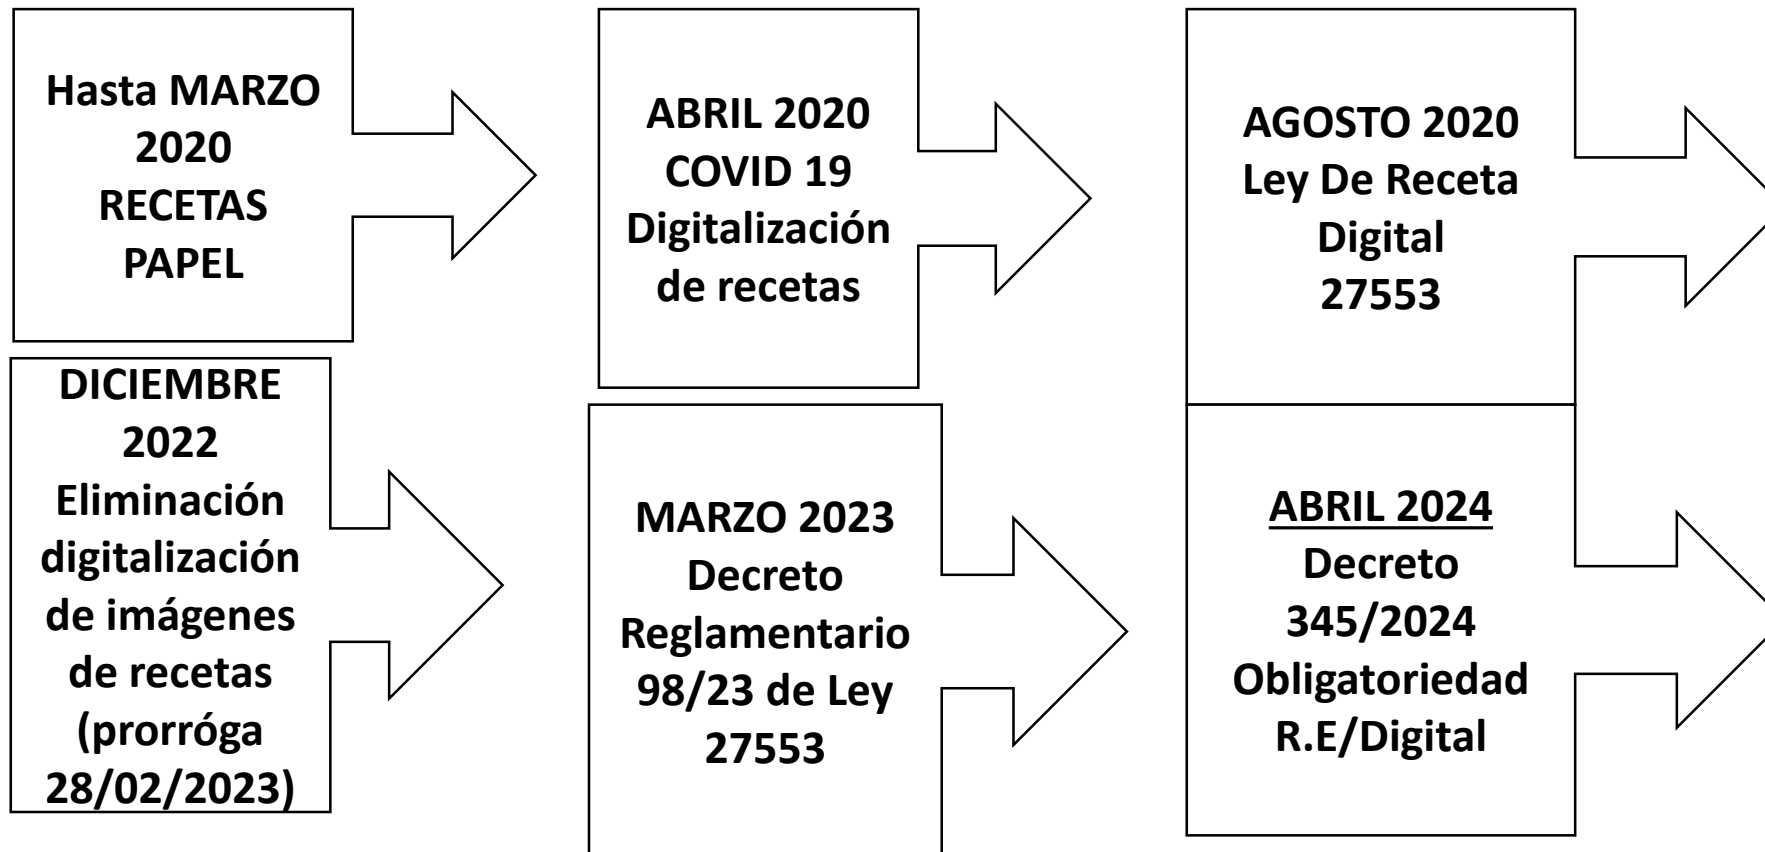 Hasta MARZO
2020
RECETAS
PAPEL
ABRIL 2020
COVID 19
Digitalización
de recetas
AGOSTO 2020
Ley De Receta
Digital
27553
DICIEMBRE
2022
Eliminación
digitalización
de imágenes
de recetas
(prorróga
28/02/2023)
MARZO 2023
Decreto
Reglamentario
98/23 de Ley
27553
ABRIL 2024
Decreto
345/2024
Obligatoriedad
R.E/Digital